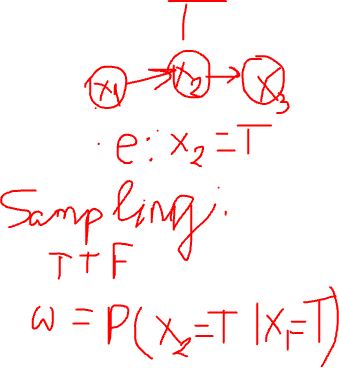 T
x1 x2 x3
e: x2 = T
Sampling:
T T F
w = P(x2=T | x1=T)